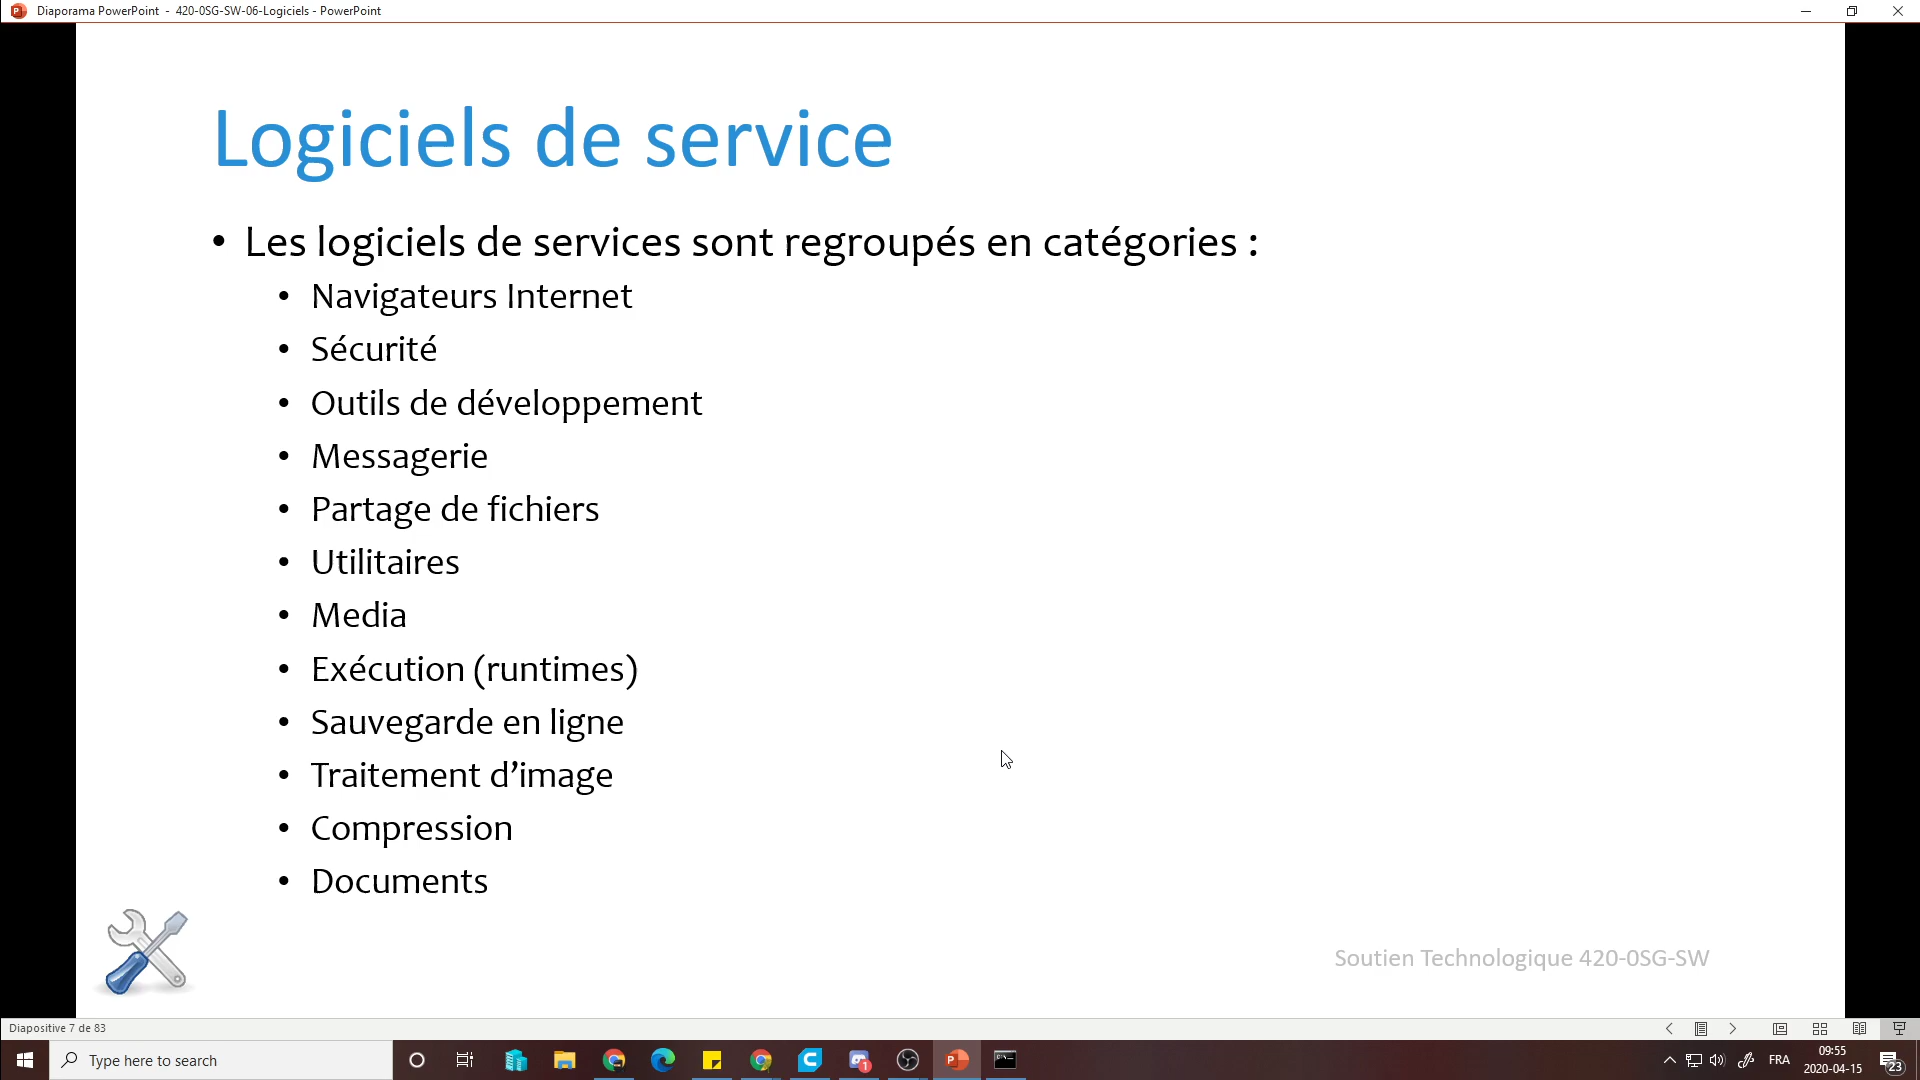 Diaporama PowerPoint - 420-0SG-SW-06-Logiciels - PowerPoint
Logiciels de service
• Les logiciels de services sont regroupés en catégories :
• Navigateurs Internet
• Sécurité
• Outils de développement
• Messagerie
• Partage de fichiers
• Utilitaires
• Media
• Exécution (runtimes)
• Sauvegarde en ligne
• Traitement d’image
• Compression
• Documents
Soutien Technologique 420-0SG-SW
Diapositive 7 de 83
Type here to search
FRA
09:55
2020-04-15
23
1